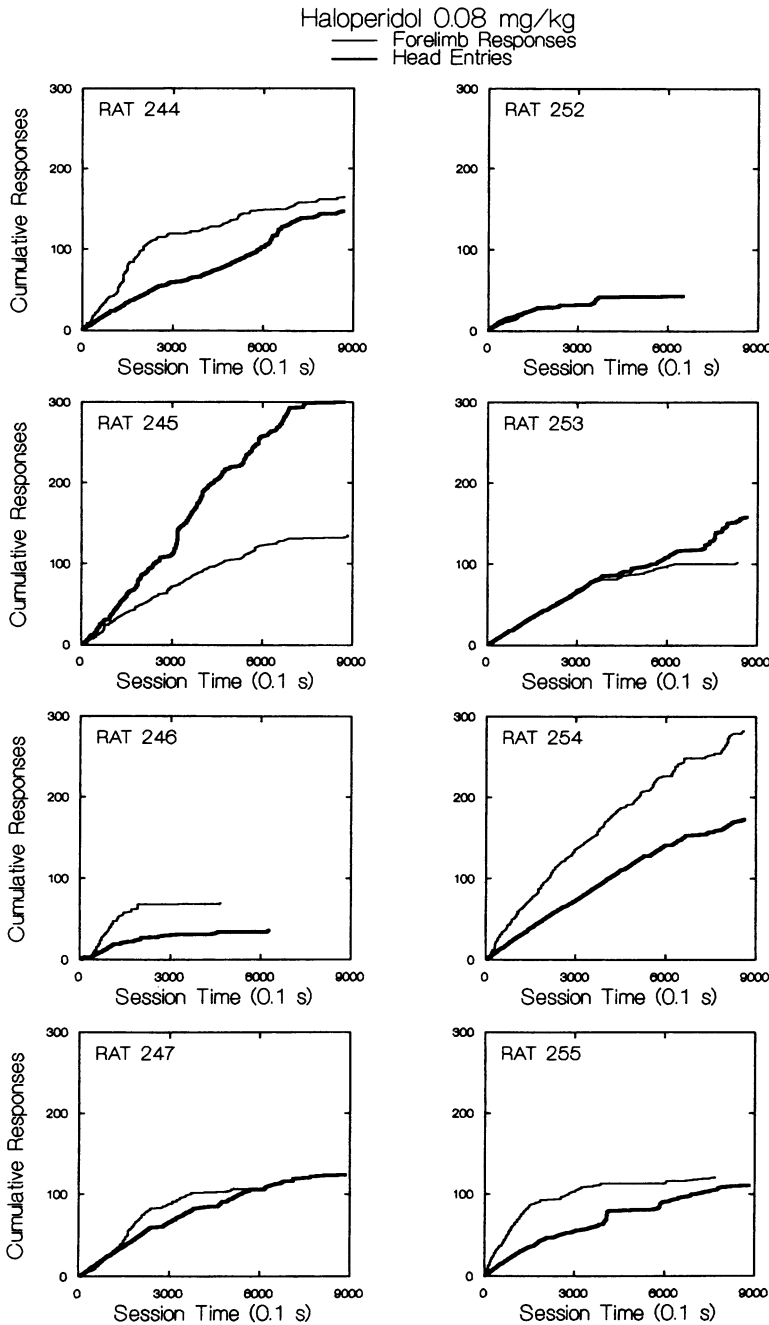 Haloperidol 0.08 mg/kg
Forelimb Responses
Head Entries
RAT 244
300
200
100
0
Cumulative Responses
0 3000 6000 9000
Session Time (0.1 s)
RAT 252
300
200
100
0
0 3000 6000 9000
Session Time (0.1 s)
RAT 245
300
200
100
0
Cumulative Responses
0 3000 6000 9000
Session Time (0.1 s)
RAT 253
300
200
100
0
Cumulative Responses
0 3000 6000 9000
Session Time (0.1 s)
RAT 246
300
200
100
0
Cumulative Responses
0 3000 6000 9000
Session Time (0.1 s)
RAT 254
300
200
100
0
Cumulative Responses
0 3000 6000 9000
Session Time (0.1 s)
RAT 247
300
200
100
0
Cumulative Responses
0 3000 6000 9000
Session Time (0.1 s)
RAT 255
300
200
100
0
Cumulative Responses
0 3000 6000 9000
Session Time (0.1 s)